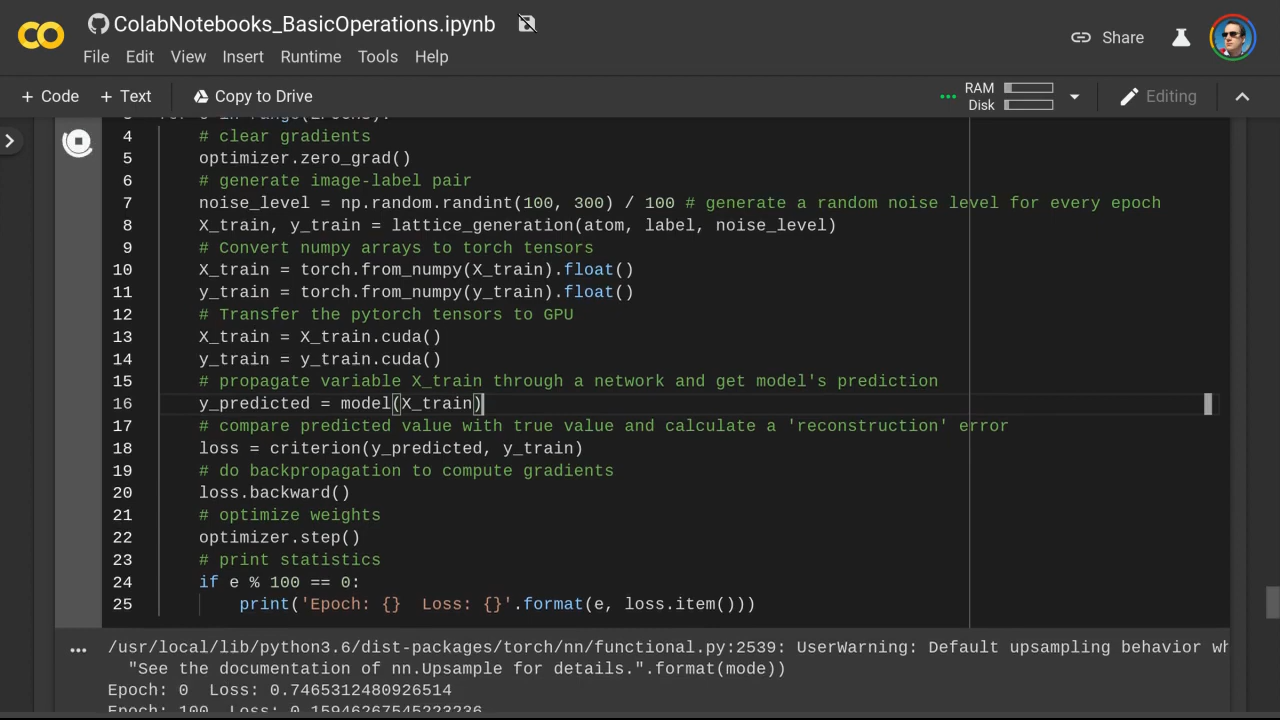 ColabNotebooks_BasicOperations.ipynb
File Edit View Insert Runtime Tools Help
Share
+ Code + Text Copy to Drive
RAM
Disk
Editing
4 # clear gradients
5 optimizer.zero_grad()
6 # generate image-label pair
7 noise_level = np.random.randint(100, 300) / 100 # generate a random noise level for every epoch
8 X_train, y_train = lattice_generation(atom, label, noise_level)
9 # Convert numpy arrays to torch tensors
10 X_train = torch.from_numpy(X_train).float()
11 y_train = torch.from_numpy(y_train).float()
12 # Transfer the pytorch tensors to GPU
13 X_train = X_train.cuda()
14 y_train = y_train.cuda()
15 # propagate variable X_train through a network and get model's prediction
16 y_predicted = model(X_train)
17 # compare predicted value with true value and calculate a 'reconstruction' error
18 loss = criterion(y_predicted, y_train)
19 # do backpropagation to compute gradients
20 loss.backward()
21 # optimize weights
22 optimizer.step()
23 # print statistics
24 if e % 100 == 0:
25 print('Epoch: {}  Loss: {}'.format(e, loss.item()))
/usr/local/lib/python3.6/dist-packages/torch/nn/functional.py:2539: UserWarning: Default upsampling behavior wh
"See the documentation of nn.Upsample for details.".format(mode))
Epoch: 0  Loss: 0.7465312480926514
Epoch: 100  Loss: 0.15946267545223236